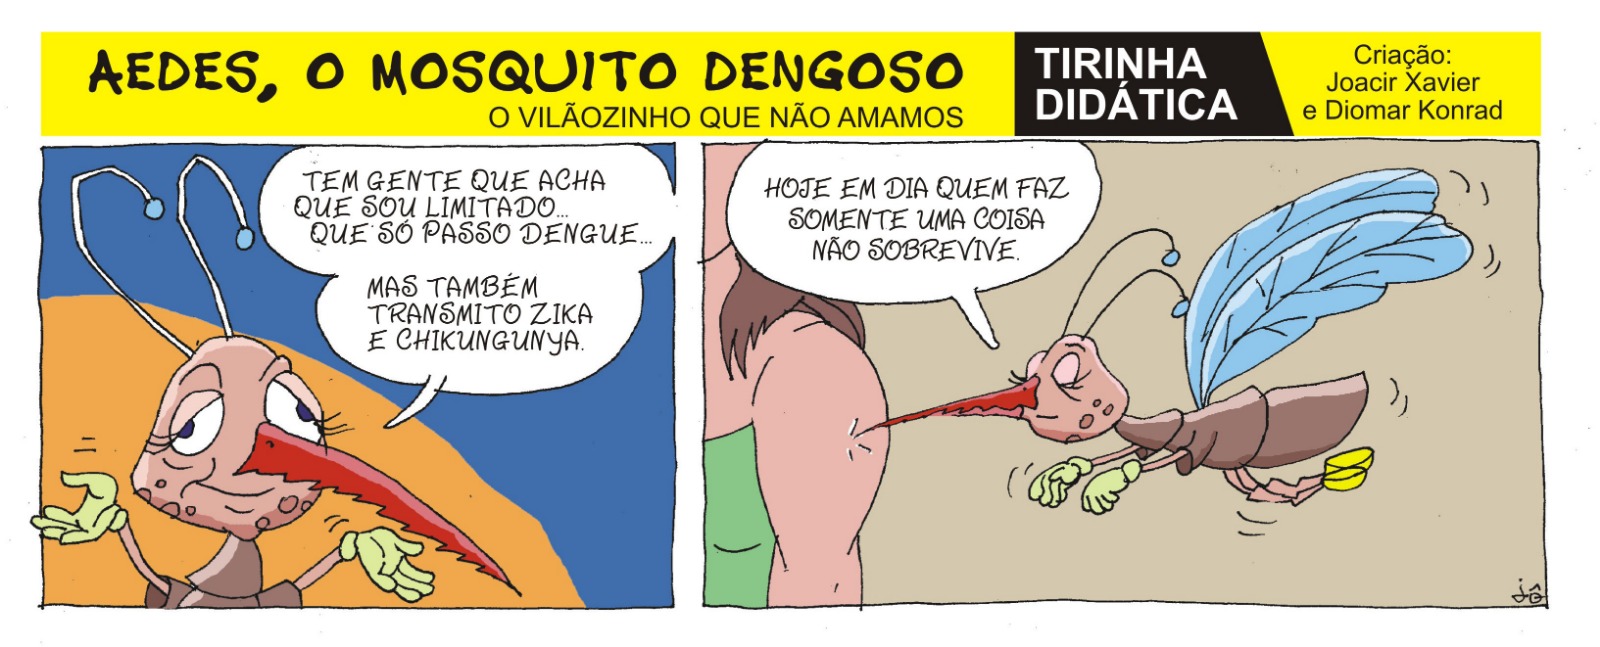 AEDES, O MOSQUITO DENGOSO
O VILÃOZINHO QUE NÃO AMAMOS
TIRINHA
DIDÁTICA
Criação:
Joacir Xavier
e Diomar Konrad
TEM GENTE QUE ACHA
QUE SOU LIMITADO...
QUE SÓ PASSO DENGUE...
MAS TAMBÉM
TRANSMITO ZIKA
E CHIKUNGUNYA.
HOJE EM DIA QUEM FAZ
SOMENTE UMA COISA
NÃO SOBREVIVE.
jô